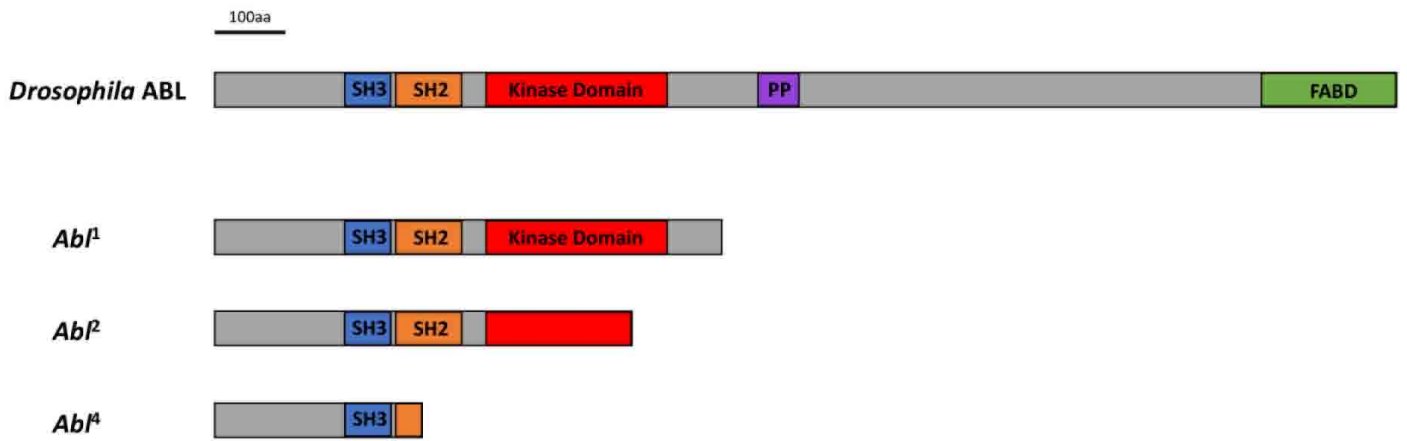 100aa
Drosophila ABL SH3 SH2 Kinase Domain PP FABD
Abl¹ SH3 SH2 Kinase Domain
Abl² SH3 SH2
Abl⁴ SH3